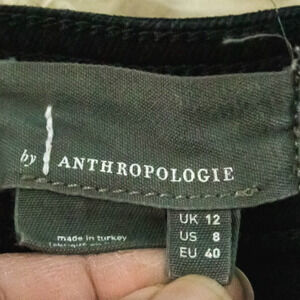 by ANTHROPOLOGIE
UK 12
US 8
EU 40
made in turkey